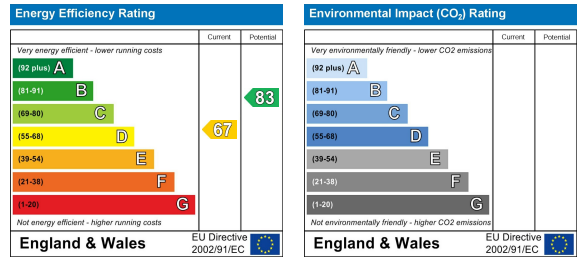 Energy Efficiency Rating
Current Potential
Very energy efficient - lower running costs
(92 plus) A
(81-91) B
83
(69-80) C
(55-68) D
67
(39-54) E
(21-38) F
(1-20) G
Not energy efficient - higher running costs
England & Wales
EU Directive
2002/91/EC
Environmental Impact (CO₂) Rating
Current Potential
Very environmentally friendly - lower CO2 emissions
(92 plus) A
(81-91) B
(69-80) C
(55-68) D
(39-54) E
(21-38) F
(1-20) G
Not environmentally friendly - higher CO2 emissions
England & Wales
EU Directive
2002/91/EC